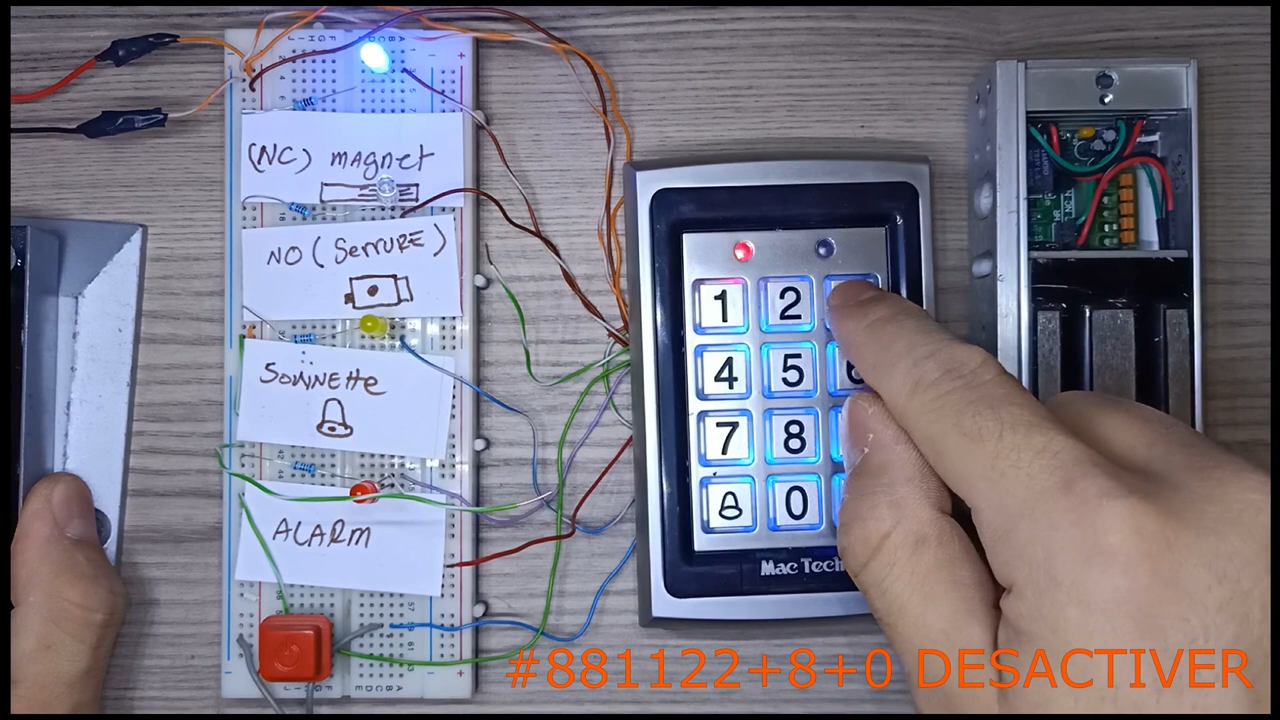 (NC) magnet
NO (SerrURE)
SONNETTe
ALARM
1 2
4 5 6
7 8
0
Mac Tech
#881122+8+0 DESACTIVER